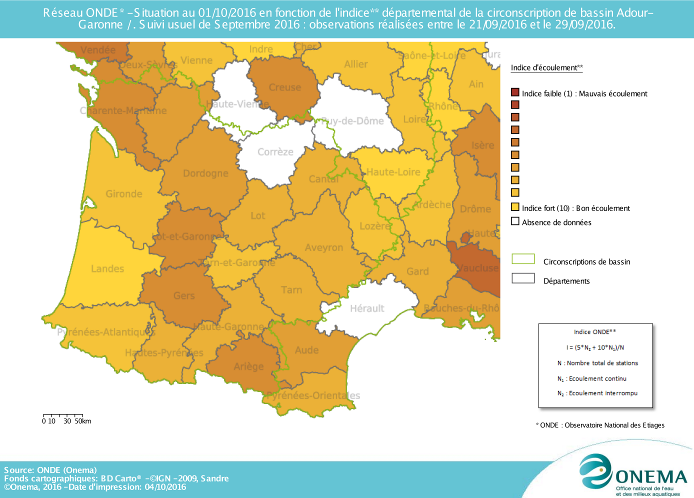 Réseau ONDE* -Situation au 01/10/2016 en fonction de l'indice** départemental de la circonscription de bassin Adour-
Garonne /. Suivi usuel de Septembre 2016 : observations réalisées entre le 21/09/2016 et le 29/09/2016.
Vendée
Deux-Sèvres
Vienne
Indre
Allier
Saône-et-Loire
Ain
Charente-Maritime
Haute-Vienne
Creuse
Puy-de-Dôme
Loire
Rhône
Isère
Corrèze
Dordogne
Cantal
Haute-Loire
Gironde
Lot
Lozère
Ardèche
Drôme
Haute
Lot-et-Garonne
Aveyron
Landes
Tarn-et-Garonne
Gard
Vaucluse
Gers
Tarn
Hérault
Bouches-du-Rhô
Pyrénées-Atlantiques
Haute-Garonne
Hautes-Pyrénées
Ariège
Aude
Pyrénées-Orientales
0 10 30 50km
Indice d'écoulement**
Indice faible (1) : Mauvais écoulement
Indice fort (10) : Bon écoulement
Absence de données
Circonscriptions de bassin
Départements
Indice ONDE**
I = (5*N₂ + 10*N₁)/N
N : Nombre total de stations
N₁ : Ecoulement continu
N₂ : Ecoulement interrompu
* ONDE : Observatoire National des Etiages
Source: ONDE (Onema)
Fonds cartographiques: BD Carto® -©IGN -2009, Sandre
©Onema, 2016 -Date d'impression: 04/10/2016
ONEMA
Office national de l'eau
et des milieux aquatiques